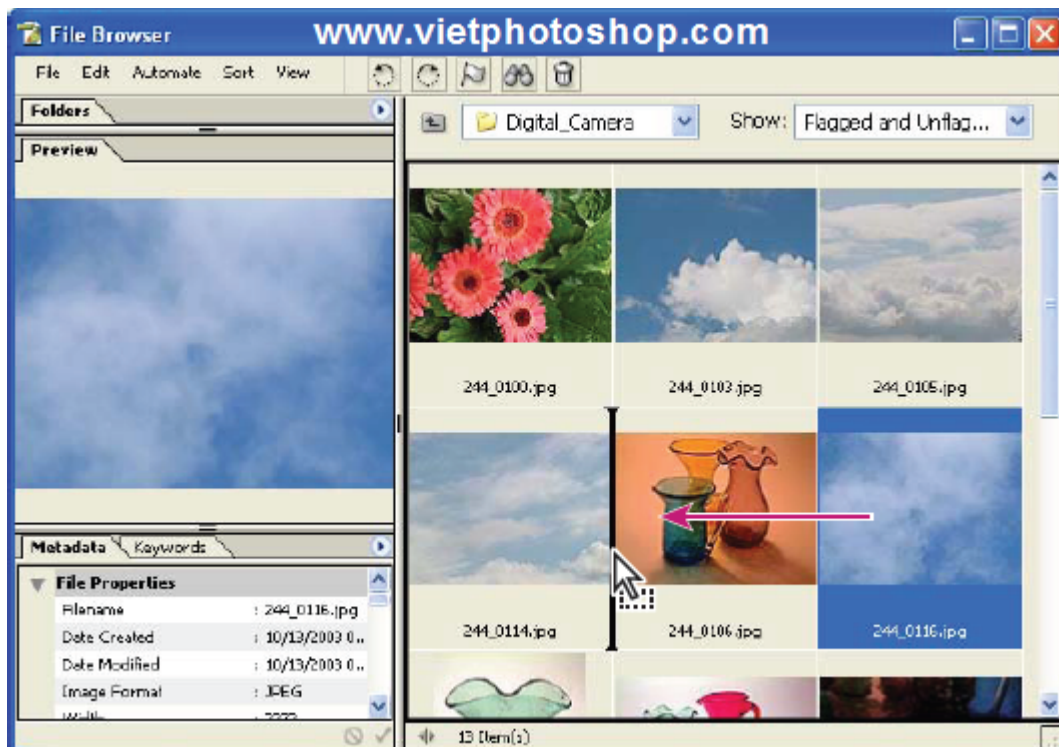 File Browser
www.vietphotoshop.com
File Edit Automate Sort View
Folders
Digital_Camera
Show: Flagged and Unflag...
Preview
244_0100.jpg
244_0103.jpg
244_0105.jpg
244_0114.jpg
244_0106.jpg
244_0116.jpg
Metadata
Keywords
File Properties
Filename : 244_0116.jpg
Date Created : 10/13/2003 0..
Date Modified : 10/13/2003 0..
Image Format : JPEG
13 Item(s)